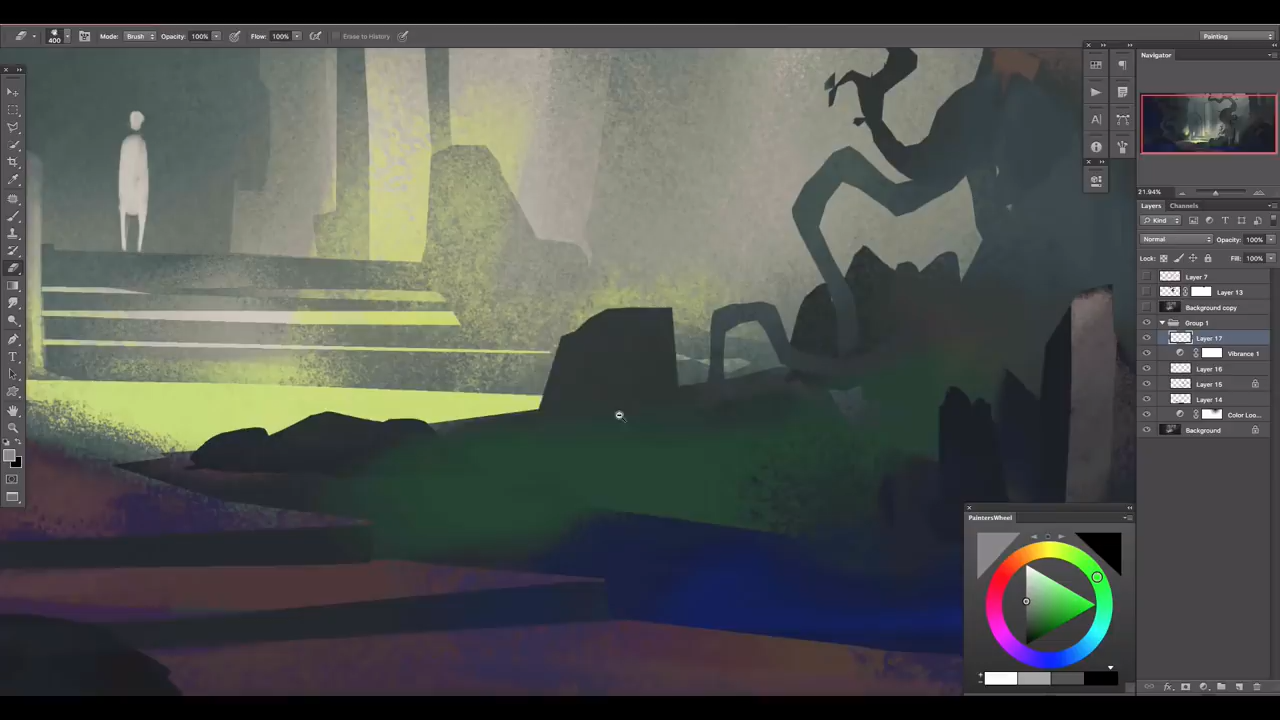 400 Mode: Brush Opacity: 100% Flow: 100% Erase to History Painting
Navigator
21.94%
Layers Channels
Kind
Normal Opacity: 100%
Lock: Fill: 100%
Layer 7
Layer 13
Background copy
Group 1
Layer 17
Vibrance 1
Layer 16
Layer 15
Layer 14
Color Loo...
Background
PaintersWheel